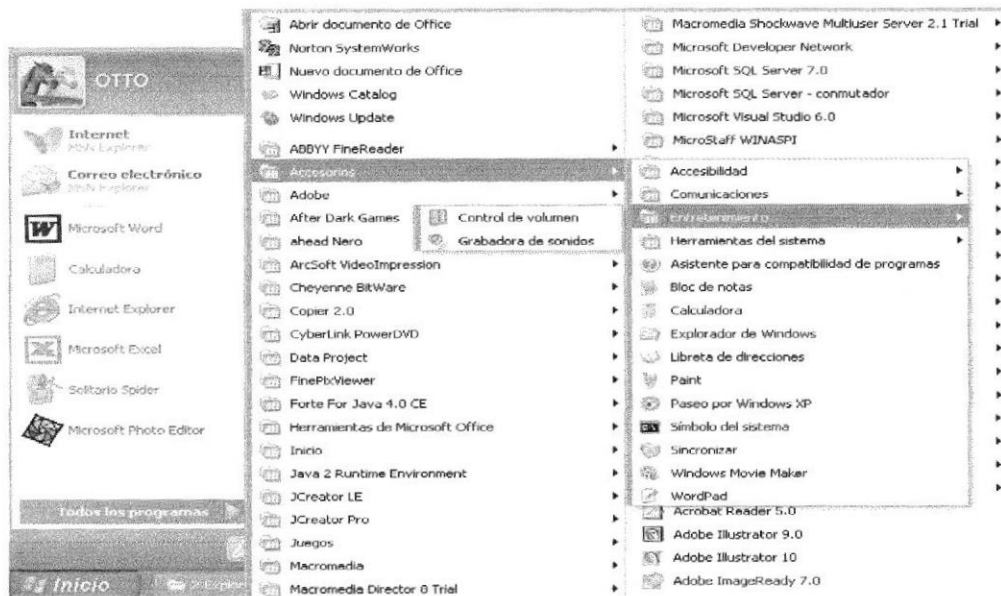 OTTO
Internet
MSN Explorer
Correo electrónico
MSN Explorer
Microsoft Word
Calculadora
Internet Explorer
Microsoft Excel
Solitario Spider
Microsoft Photo Editor
Todos los programas
Inicio
Abrir documento de Office
Norton SystemWorks
Nuevo documento de Office
Windows Catalog
Windows Update
ABBYY FineReader
Accesorios
Adobe
After Dark Games
ahead Nero
ArcSoft VideoImpression
Cheyenne BitWare
Copier 2.0
CyberLink PowerDVD
Data Project
FinePixViewer
Forte For Java 4.0 CE
Herramientas de Microsoft Office
Inicio
Java 2 Runtime Environment
JCreator LE
JCreator Pro
Juegos
Macromedia
Macromedia Director 8 Trial
Control de volumen
Grabadora de sonidos
Macromedia Shockwave Multiuser Server 2.1 Trial
Microsoft Developer Network
Microsoft SQL Server 7.0
Microsoft SQL Server - conmutador
Microsoft Visual Studio 6.0
MicroStaff WINASPI
Accesibilidad
Comunicaciones
Entretenimiento
Herramientas del sistema
Asistente para compatibilidad de programas
Bloc de notas
Calculadora
Explorador de Windows
Libreta de direcciones
Paint
Paseo por Windows XP
Símbolo del sistema
Sincronizar
Windows Movie Maker
WordPad
Acrobat Reader 5.0
Adobe Illustrator 9.0
Adobe Illustrator 10
Adobe ImageReady 7.0